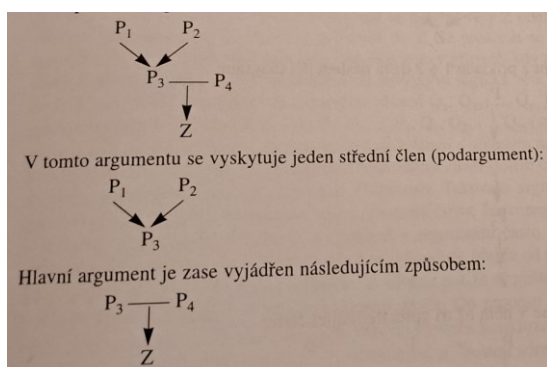 P₁ P₂
P₃ P₄
Z
V tomto argumentu se vyskytuje jeden střední člen (podargument):
P₁ P₂
P₃
Hlavní argument je zase vyjádřen následujícím způsobem:
P₃ P₄
Z